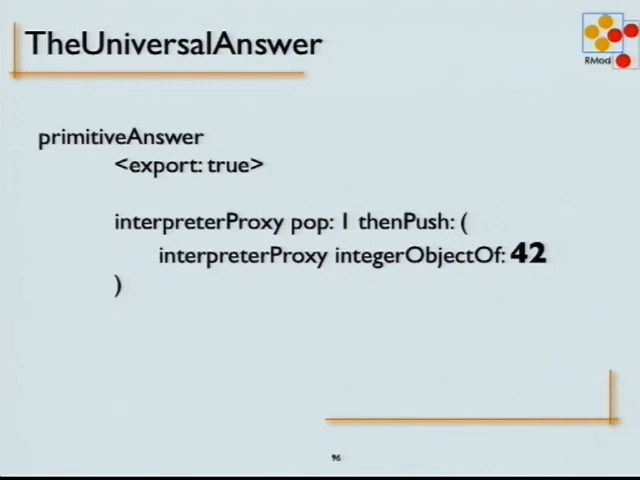 TheUniversalAnswer
RMod
primitiveAnswer
<export: true>
interpreterProxy pop: 1 thenPush: (
interpreterProxy integerObjectOf: 42
)
96